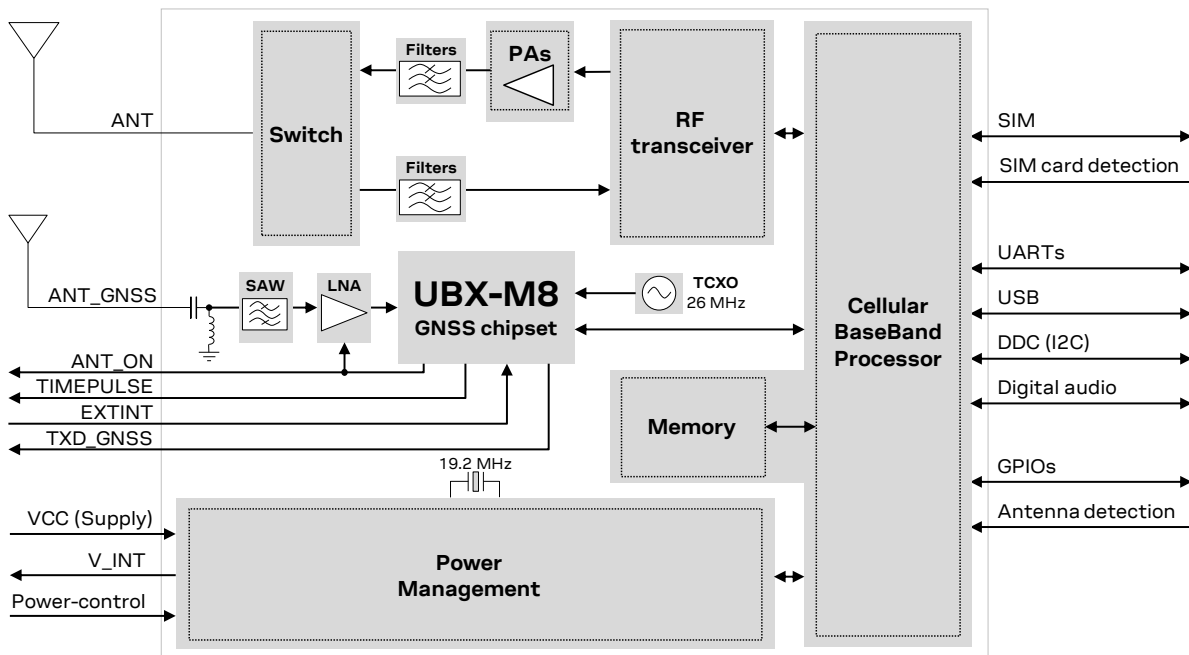 Filters
PAs
ANT
Switch
RF
transceiver
Filters
SIM
SIM card detection
ANT_GNSS
SAW
LNA
UBX-M8
GNSS chipset
TCXO
26 MHz
UARTs
USB
Cellular
BaseBand
Processor
DDC (I2C)
Digital audio
ANT_ON
TIMEPULSE
EXTINT
TXD_GNSS
Memory
19.2 MHz
GPIOs
Antenna detection
VCC (Supply)
V_INT
Power-control
Power
Management